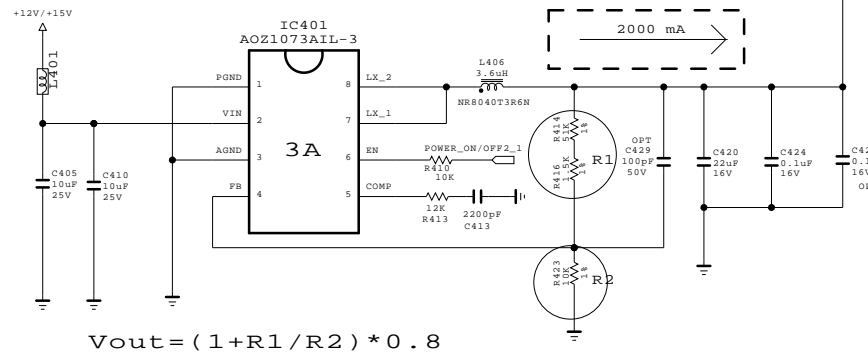 +12V/+15V
L401
C405
10uF
25V
C410
10uF
25V
IC401
AOZ1073AIL-3
3A
PGND
1
VIN
2
AGND
3
FB
4
8
LX_2
7
LX_1
6
EN
5
COMP
L406
3.6uH
NR8040T3R6N
2000 mA
POWER_ON/OFF2_1
R410
10K
12K
R413
2200pF
C413
R414
51K
1%
R416
1.5K
1%
R1
R423
10K
1%
R2
OPT
C429
100pF
50V
C420
22uF
16V
C424
0.1uF
16V
Vout=(1+R1/R2)*0.8